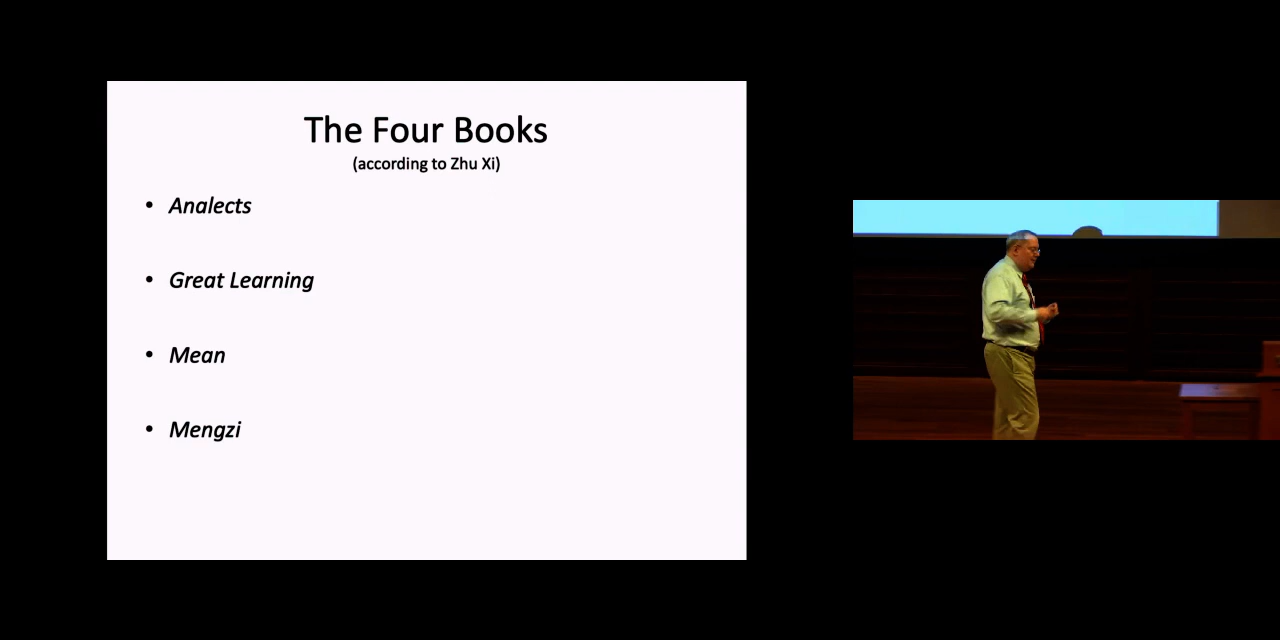 The Four Books
(according to Zhu Xi)
• Analects
• Great Learning
• Mean
• Mengzi